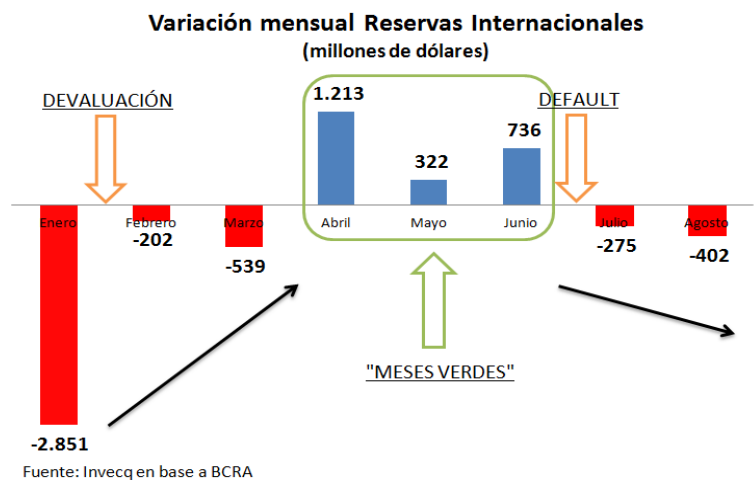 Variación mensual Reservas Internacionales
(millones de dólares)
DEVALUACIÓN
1.213
DEFAULT
322
736
Enero
Febrero
Marzo
Abril
Mayo
Junio
Julio
Agosto
-202
-539
-275
-402
"MESES VERDES"
-2.851
Fuente: Invecq en base a BCRA